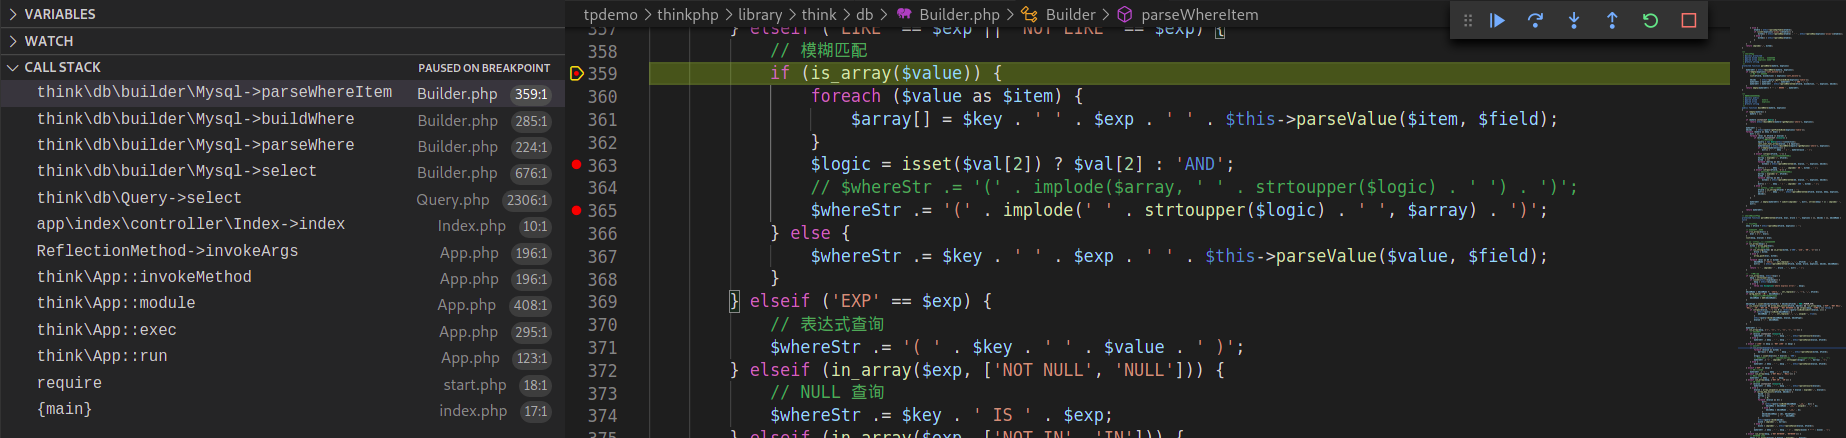 VARIABLES
WATCH
CALL STACK PAUSED ON BREAKPOINT
think\db\builder\Mysql->parseWhereItem Builder.php 359:1
think\db\builder\Mysql->buildWhere Builder.php 285:1
think\db\builder\Mysql->parseWhere Builder.php 224:1
think\db\builder\Mysql->select Builder.php 676:1
think\db\Query->select Query.php 2306:1
app\index\controller\Index->index Index.php 10:1
ReflectionMethod->invokeArgs App.php 196:1
think\App::invokeMethod App.php 196:1
think\App::module App.php 408:1
think\App::exec App.php 295:1
think\App::run App.php 123:1
require start.php 18:1
{main} index.php 17:1
tpdemo > thinkphp > library > think > db > Builder.php > Builder > parseWhereItem
357 } elseif ('LIKE' == $exp || 'NOT LIKE' == $exp) {
358 // 模糊匹配
359 if (is_array($value)) {
360 foreach ($value as $item) {
361 $array[] = $key . ' ' . $exp . ' ' . $this->parseValue($item, $field);
362 }
363 $logic = isset($val[2]) ? $val[2] : 'AND';
364 // $whereStr .= '(' . implode($array, ' ' . strtoupper($logic) . ' ') . ')';
365 $whereStr .= '(' . implode(' ' . strtoupper($logic) . ' ', $array) . ')';
366 } else {
367 $whereStr .= $key . ' ' . $exp . ' ' . $this->parseValue($value, $field);
368 }
369 } elseif ('EXP' == $exp) {
370 // 表达式查询
371 $whereStr .= '( ' . $key . ' ' . $value . ' )';
372 } elseif (in_array($exp, ['NOT NULL', 'NULL'])) {
373 // NULL 查询
374 $whereStr .= $key . ' IS ' . $exp;
375 } elseif (in_array($exp, ['NOT IN', 'IN'])) {